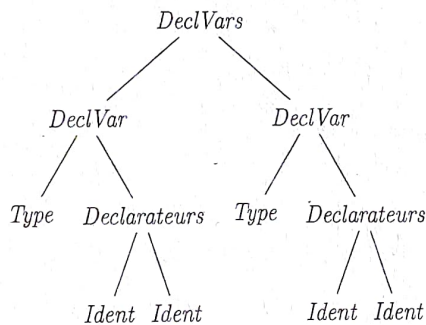 DeclVars
DeclVar DeclVar
Type Declarateurs Type Declarateurs
Ident Ident Ident Ident